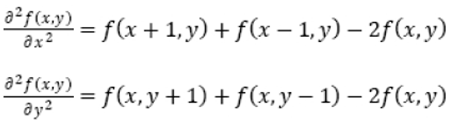 ∂²f(x,y)/∂x² = f(x + 1, y) + f(x − 1, y) − 2f(x, y)
∂²f(x,y)/∂y² = f(x, y + 1) + f(x, y − 1) − 2f(x, y)